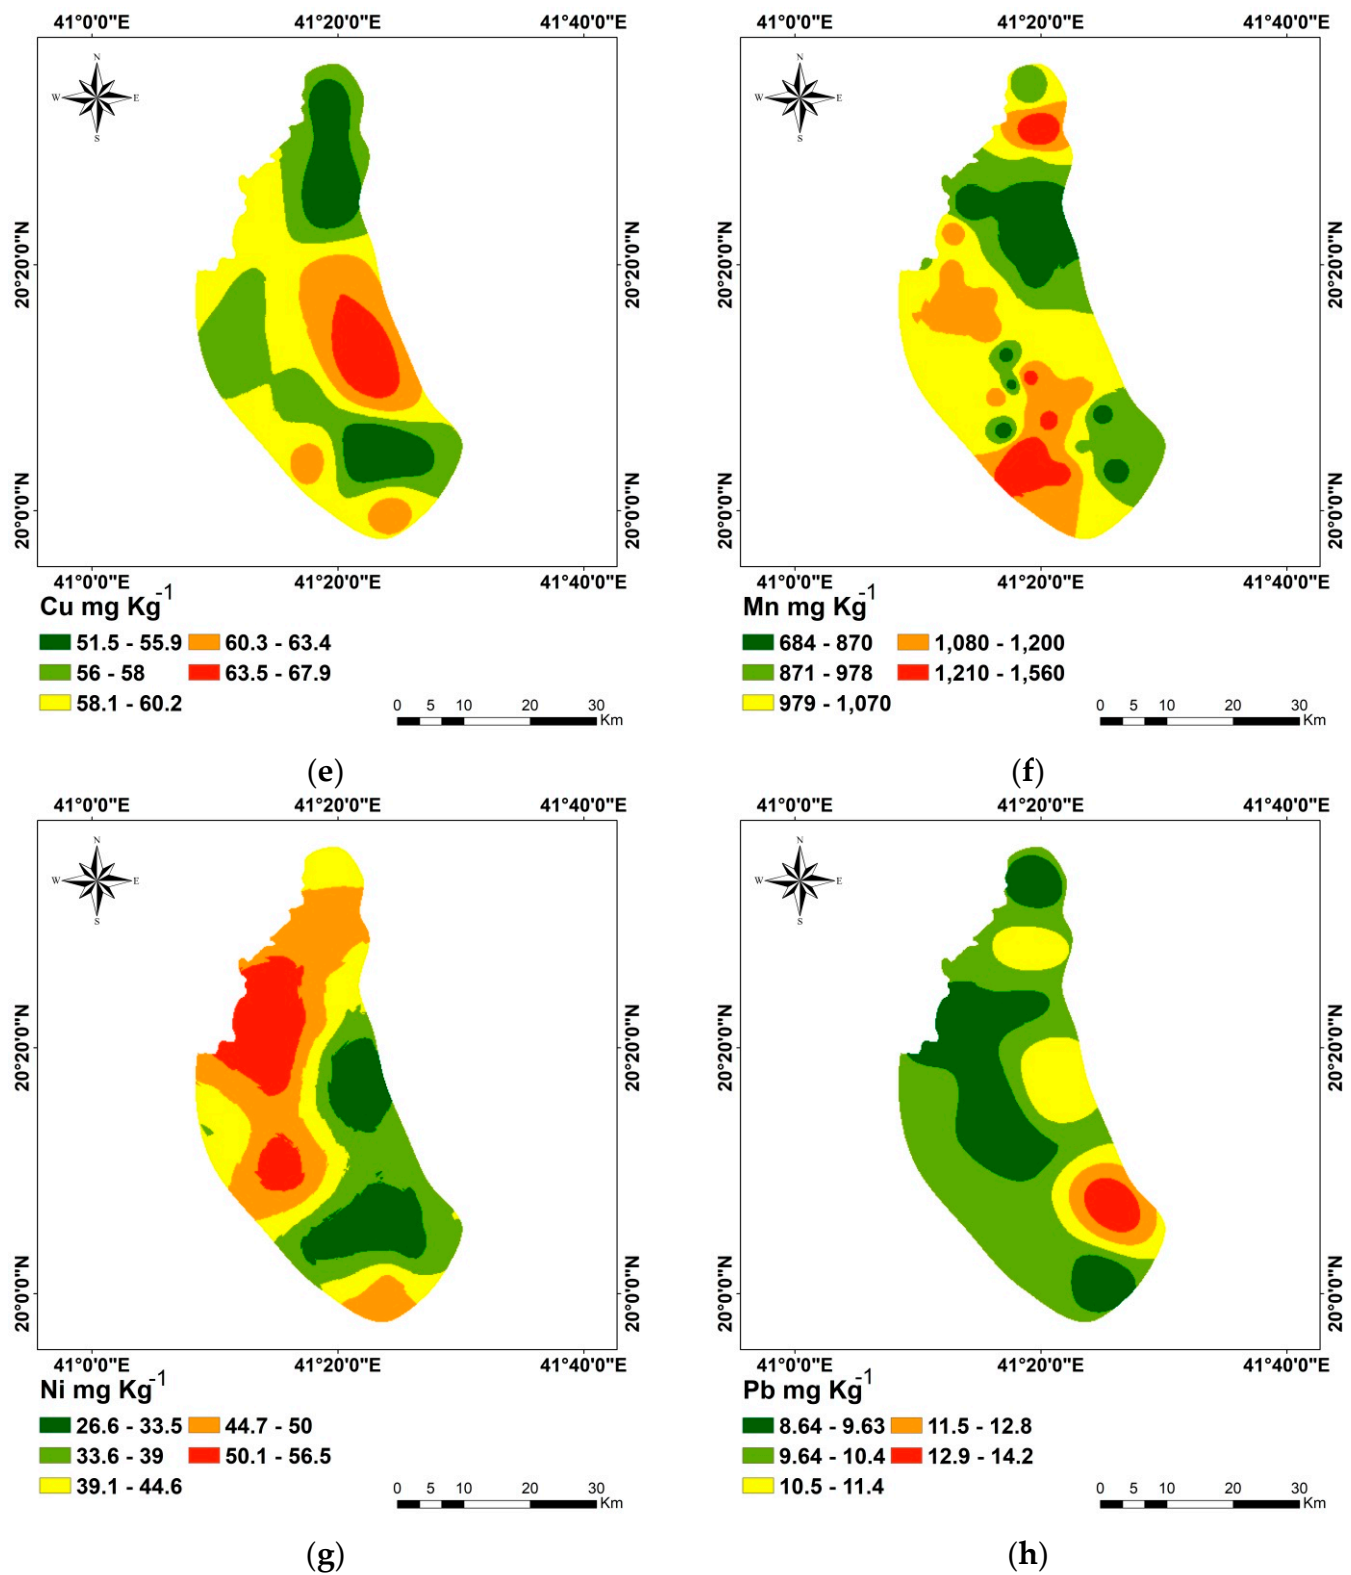 41°0'0"E 41°20'0"E 41°40'0"E
N
W E
S
20°20'0"N 20°20'0"N
20°0'0"N 20°0'0"N
41°0'0"E 41°20'0"E 41°40'0"E
Cu mg Kg-1
51.5 - 55.9 60.3 - 63.4
56 - 58 63.5 - 67.9
58.1 - 60.2
0 5 10 20 30
Km
(e)
41°0'0"E 41°20'0"E 41°40'0"E
N
W E
S
20°20'0"N 20°20'0"N
20°0'0"N 20°0'0"N
41°0'0"E 41°20'0"E 41°40'0"E
Mn mg Kg-1
684 - 870 1,080 - 1,200
871 - 978 1,210 - 1,560
979 - 1,070
0 5 10 20 30
Km
(f)
41°0'0"E 41°20'0"E 41°40'0"E
N
W E
S
20°20'0"N 20°20'0"N
20°0'0"N 20°0'0"N
41°0'0"E 41°20'0"E 41°40'0"E
Ni mg Kg-1
26.6 - 33.5 44.7 - 50
33.6 - 39 50.1 - 56.5
39.1 - 44.6
0 5 10 20 30
Km
(g)
41°0'0"E 41°20'0"E 41°40'0"E
N
W E
S
20°20'0"N 20°20'0"N
20°0'0"N 20°0'0"N
41°0'0"E 41°20'0"E 41°40'0"E
Pb mg Kg-1
8.64 - 9.63 11.5 - 12.8
9.64 - 10.4 12.9 - 14.2
10.5 - 11.4
0 5 10 20 30
Km
(h)